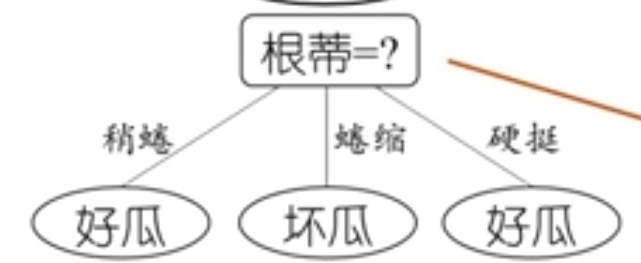 根蒂=?
稍蜷 蜷缩 硬挺
好瓜 坏瓜 好瓜